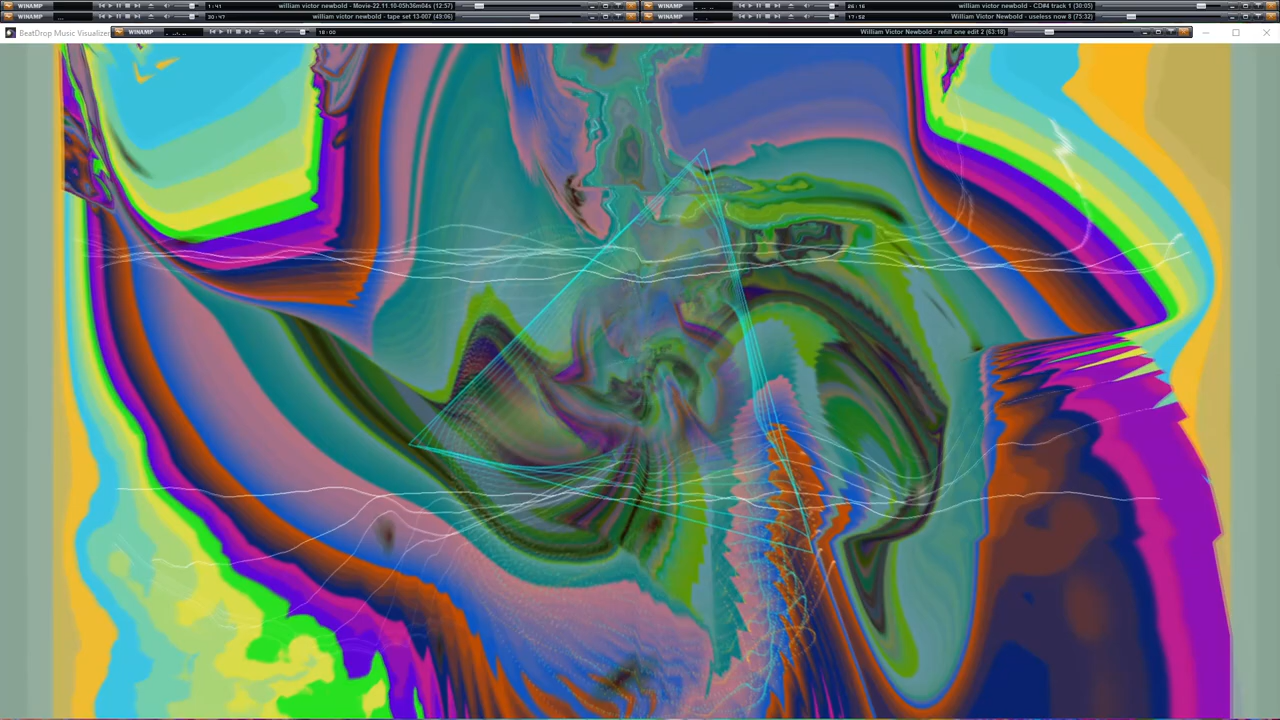 WINAMP 1:41 william victor newbold - Movie-22.11.10-05h36m04s (12:57)
WINAMP 26:16 william victor newbold - CD#4 track 1 (30:05)
WINAMP 30:47 william victor newbold - tape set 13-007 (43:06)
WINAMP 17:52 William Victor Newbold - useless now 8 (75:32)
BeatDrop Music Visualizer WINAMP 18:00 William Victor Newbold - refill one edit 2 (63:18)